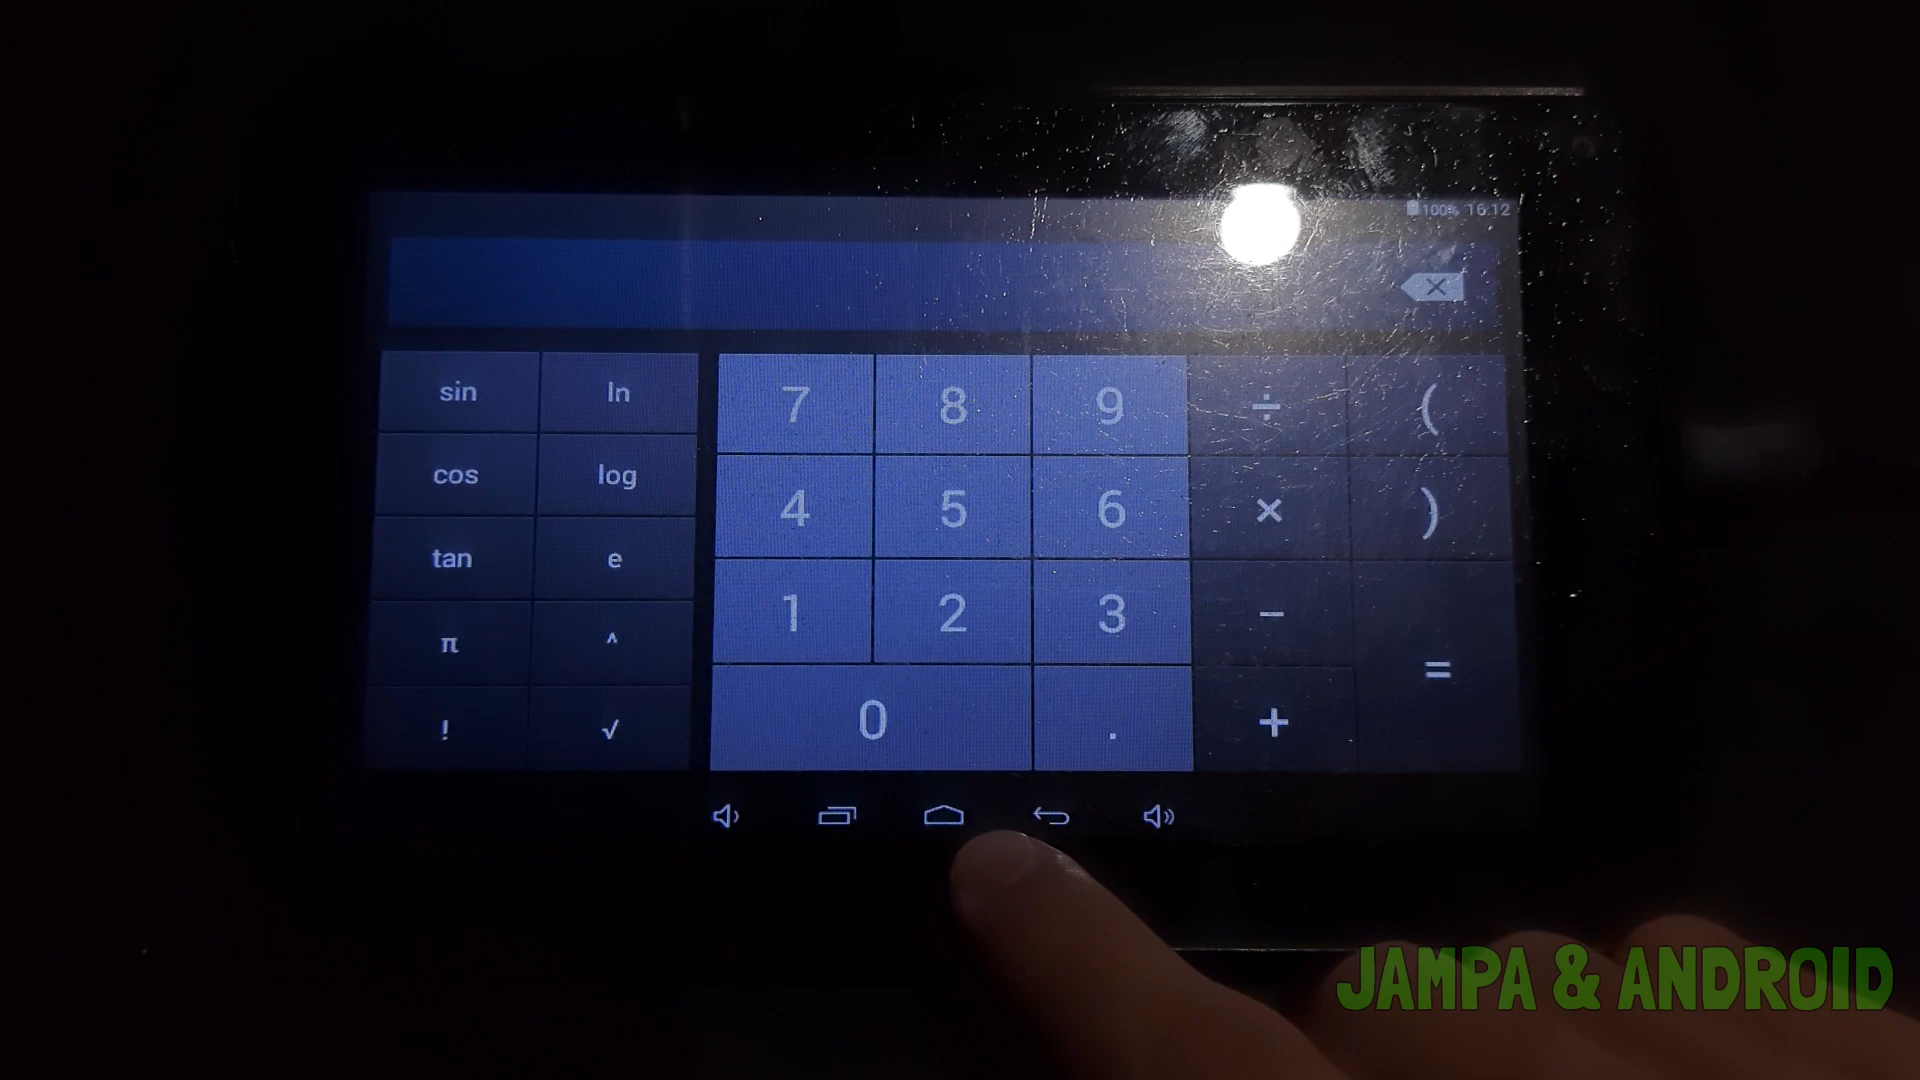 100% 16:12
sin ln 7 8 9 ÷ (
cos log 4 5 6 × )
tan e 1 2 3 −
π ^ =
! √ 0 . +
JAMPA & ANDROID